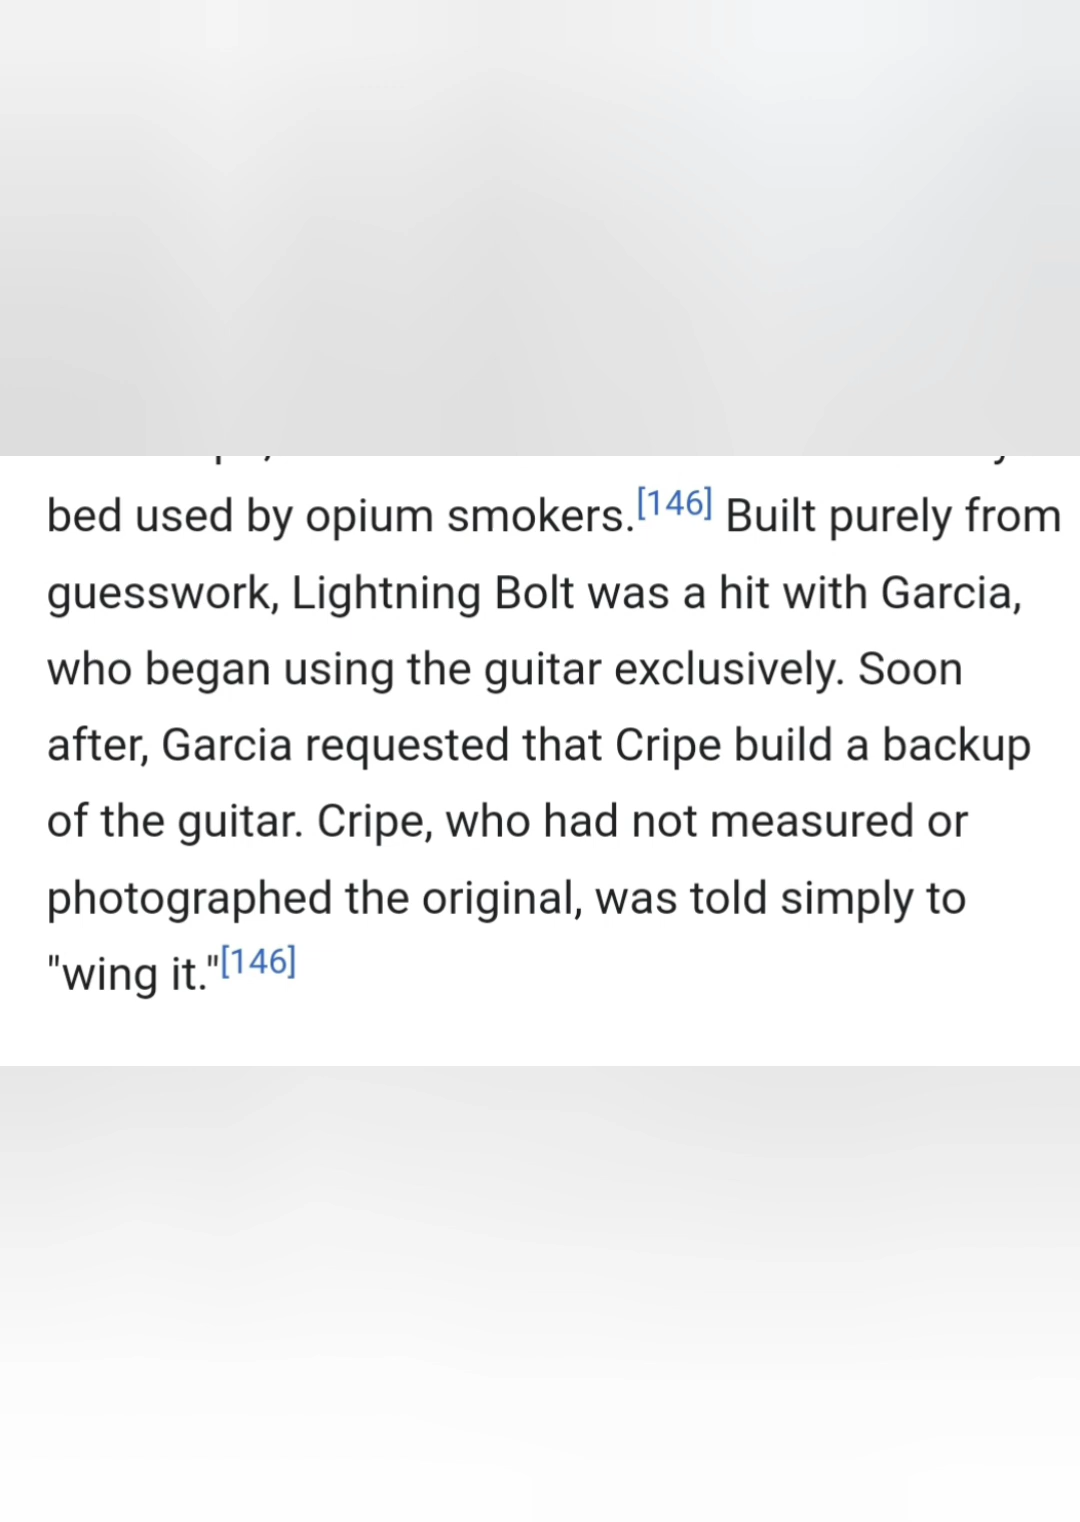 bed used by opium smokers.[146] Built purely from
guesswork, Lightning Bolt was a hit with Garcia,
who began using the guitar exclusively. Soon
after, Garcia requested that Cripe build a backup
of the guitar. Cripe, who had not measured or
photographed the original, was told simply to
"wing it."[146]